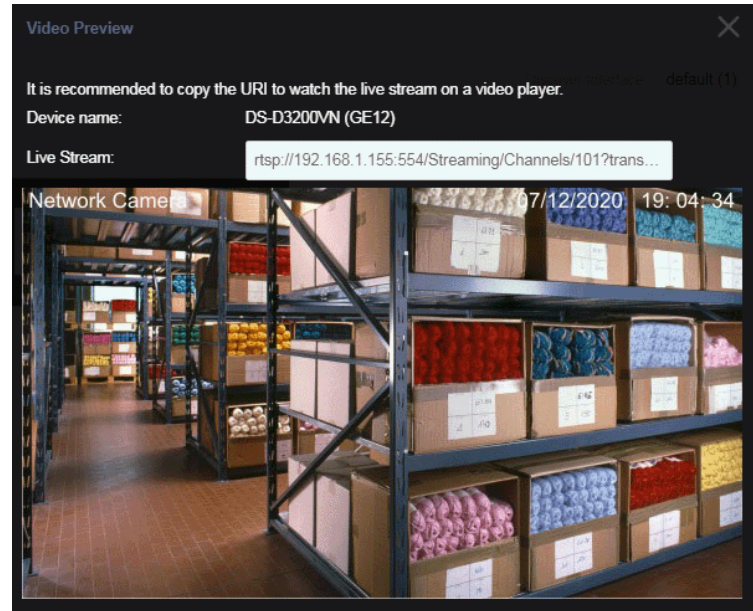 Video Preview
default (1)
It is recommended to copy the URI to watch the live stream on a video player.
Device name: DS-D3200VN (GE12)
Live Stream: rtsp://192.168.1.155:554/Streaming/Channels/101?trans...
Network Camera 07/12/2020 19: 04: 34